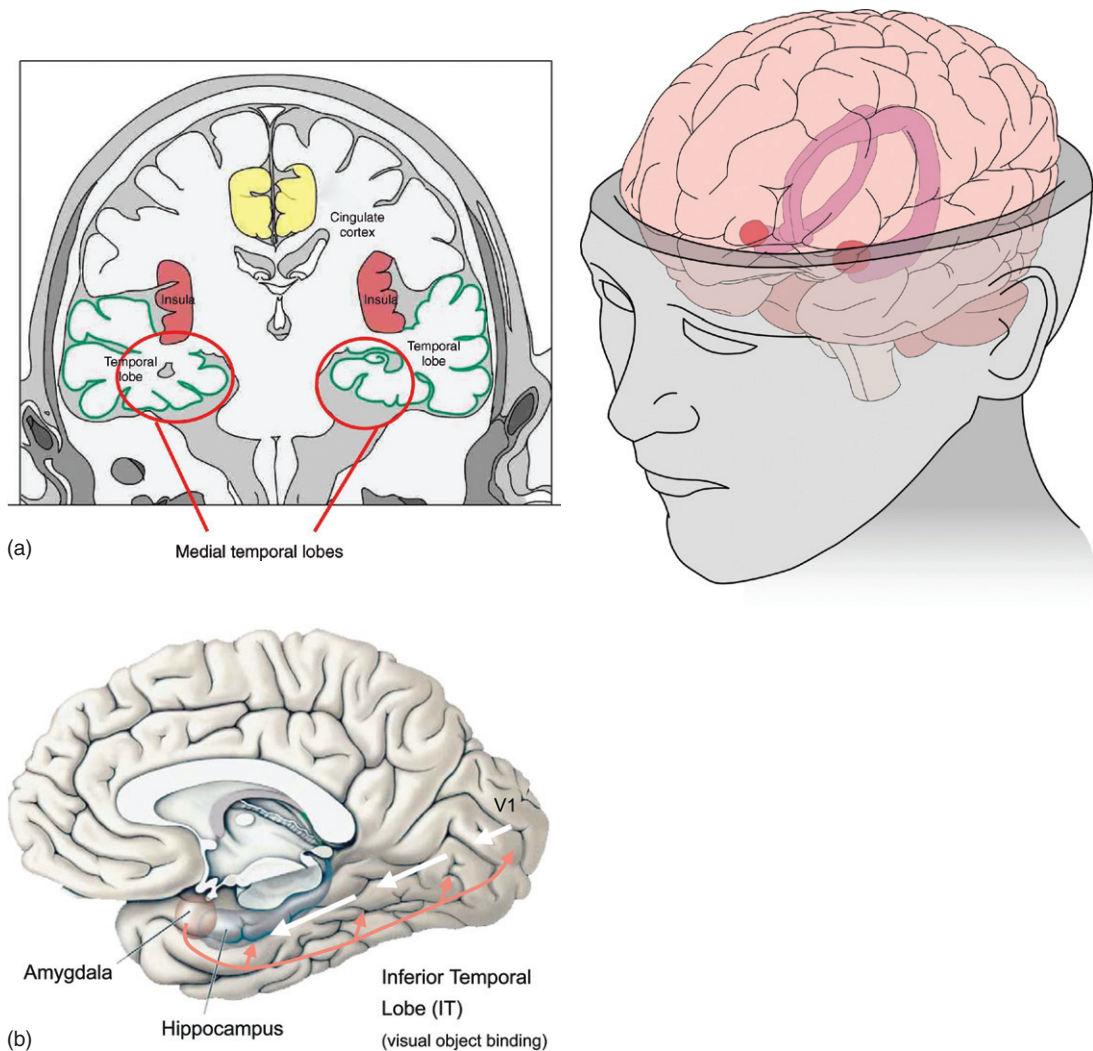 Cingulate
cortex
Insula
Insula
Temporal
lobe
Temporal
lobe
Medial temporal lobes
(a)
V1
Amygdala
Hippocampus
Inferior Temporal
Lobe (IT)
(visual object binding)
(b)